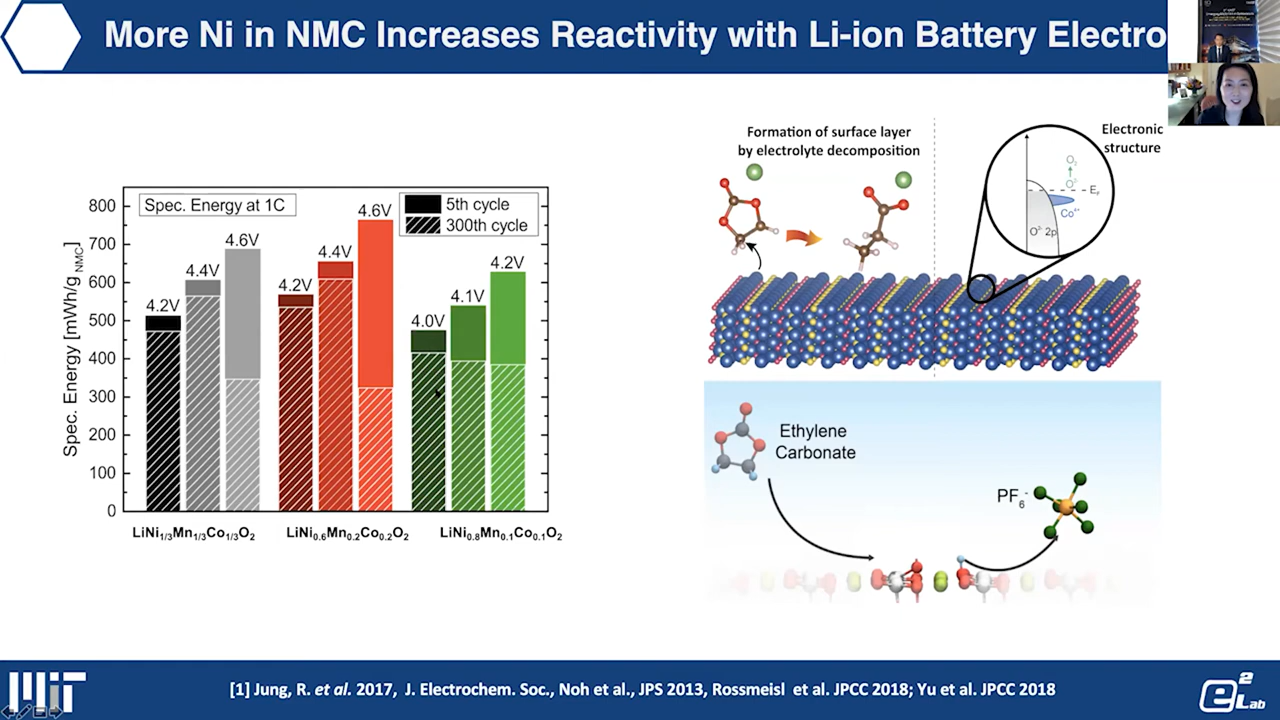 More Ni in NMC Increases Reactivity with Li-ion Battery Electro
Spec. Energy [mWh/g NMC]
800
700
600
500
400
300
200
100
0
Spec. Energy at 1C
5th cycle
300th cycle
4.2V
4.4V
4.6V
4.2V
4.4V
4.6V
4.0V
4.1V
4.2V
LiNi1/3Mn1/3Co1/3O2
LiNi0.6Mn0.2Co0.2O2
LiNi0.8Mn0.1Co0.1O2
Formation of surface layer
by electrolyte decomposition
Electronic
structure
O2
EF
Co4+
O2- 2p
Ethylene
Carbonate
PF6-
MIT
[1] Jung, R. et al. 2017, J. Electrochem. Soc., Noh et al., JPS 2013, Rossmeisl et al. JPCC 2018; Yu et al. JPCC 2018
e2 Lab